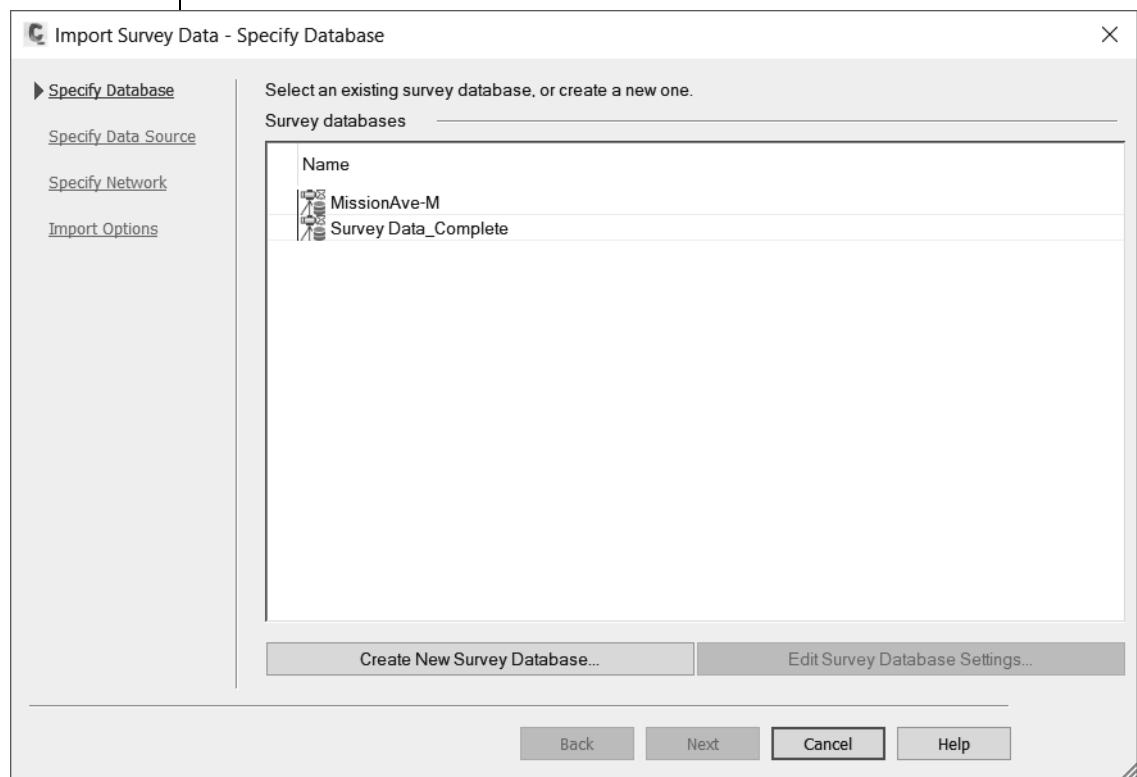 Import Survey Data - Specify Database
Specify Database
Specify Data Source
Specify Network
Import Options
Select an existing survey database, or create a new one.
Survey databases
Name
MissionAve-M
Survey Data_Complete
Create New Survey Database...
Edit Survey Database Settings...
Back
Next
Cancel
Help